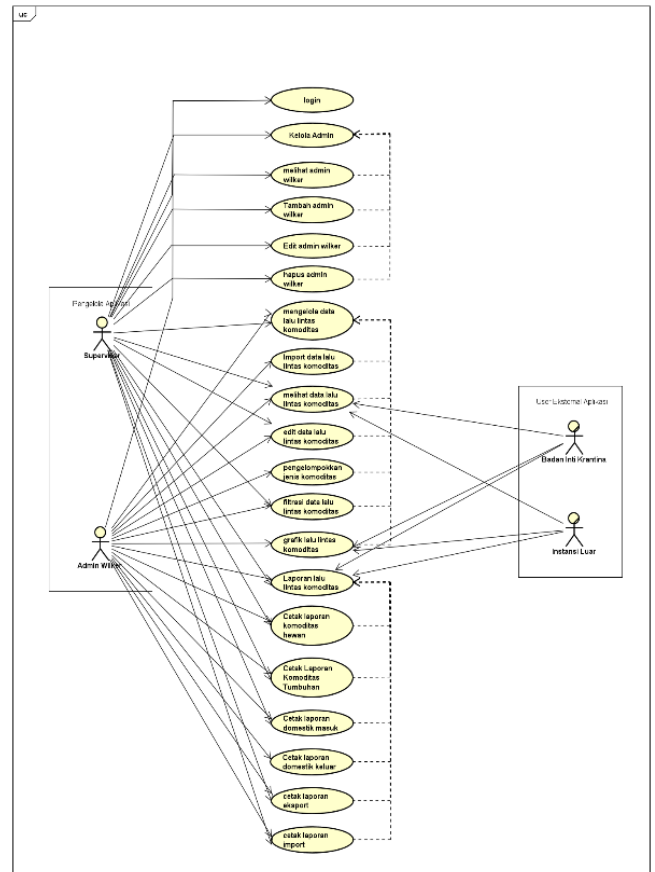 uc
login
Kelola Admin
melihat admin
wilker
Tambah admin
wilker
Edit admin wilker
hapus admin
wilker
Pengelola Aplikasi
Supervisor
mengelola data
lalu lintas
komoditas
Import data lalu
lintas komoditas
melihat data lalu
lintas komoditas
edit data lalu
lintas komoditas
pengelompokkan
jenis komoditas
filtrasi data lalu
lintas komoditas
grafik lalu lintas
komoditas
Laporan lalu
lintas komoditas
Admin Wilker
User Eksternal Aplikasi
Badan Inti Krantina
Instansi Luar
Cetak laporan
komoditas
hewan
Cetak Laporan
Komoditas
Tumbuhan
Cetak laporan
domestik masuk
Cetak laporan
domestik keluar
cetak laporan
eksport
cetak laporan
import